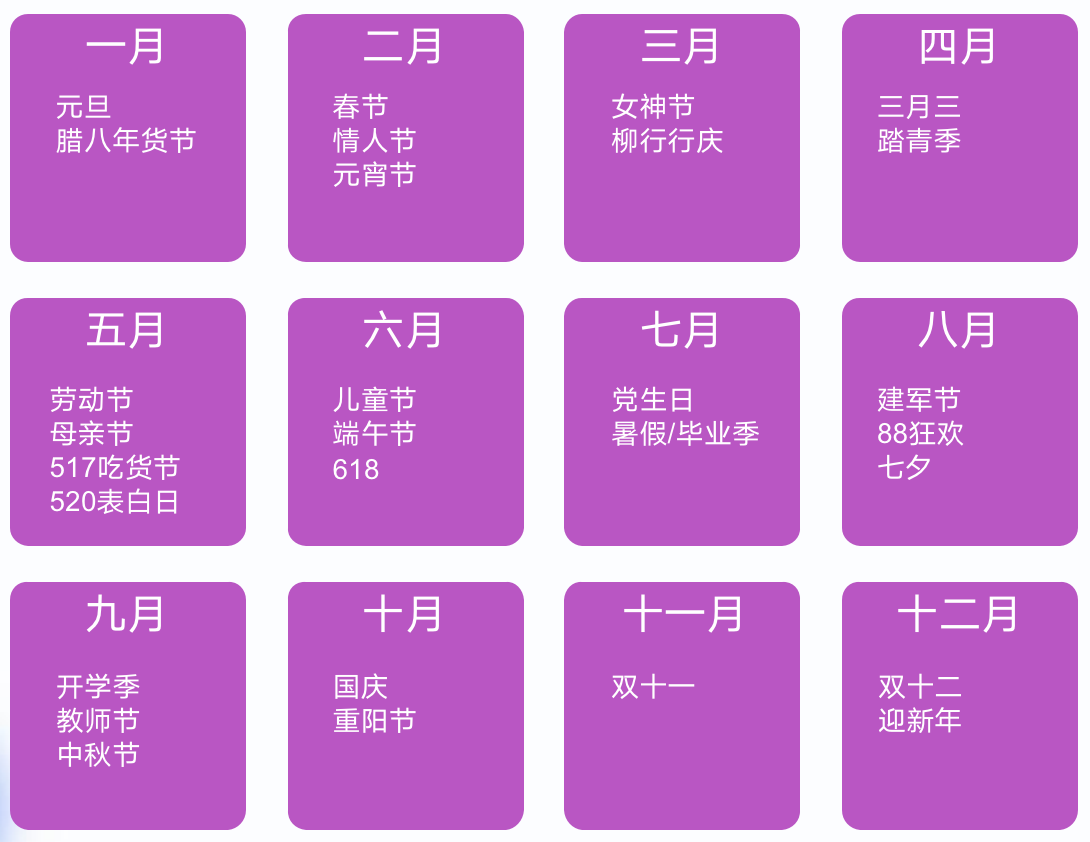 一月
元旦
腊八年货节
二月
春节
情人节
元宵节
三月
女神节
柳行行庆
四月
三月三
踏青季
五月
劳动节
母亲节
517吃货节
520表白日
六月
儿童节
端午节
618
七月
党生日
暑假/毕业季
八月
建军节
88狂欢
七夕
九月
开学季
教师节
中秋节
十月
国庆
重阳节
十一月
双十一
十二月
双十二
迎新年